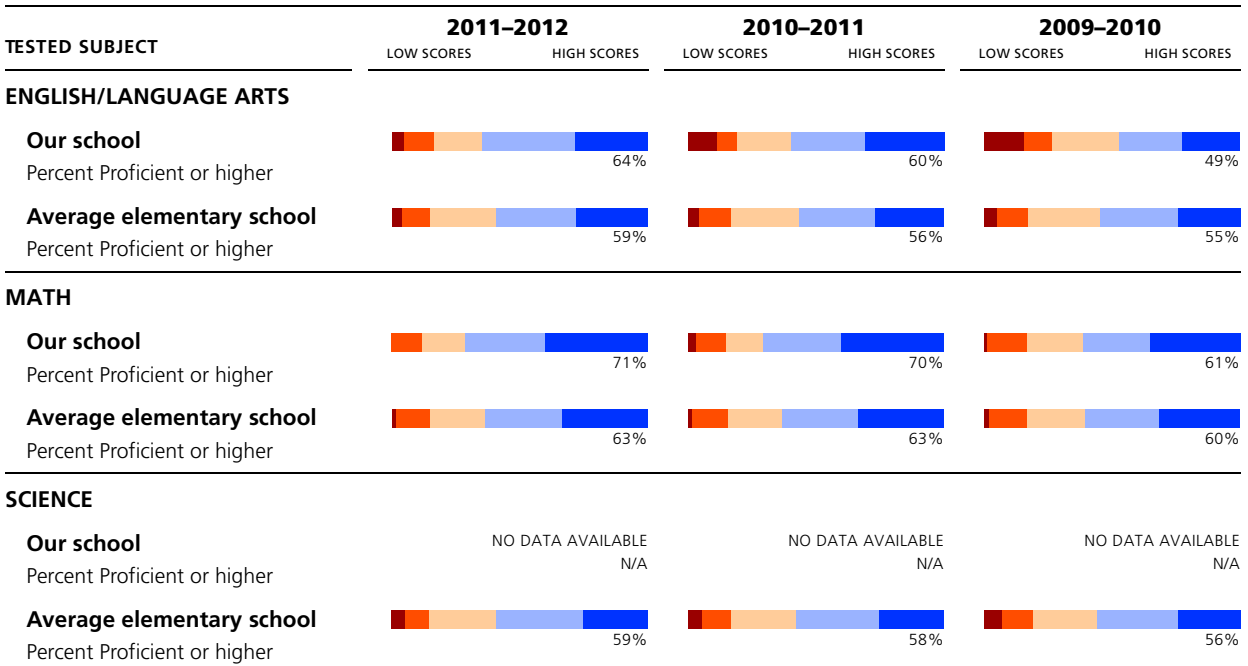 TESTED SUBJECT
2011–2012 2010–2011 2009–2010
LOW SCORES HIGH SCORES LOW SCORES HIGH SCORES LOW SCORES HIGH SCORES
ENGLISH/LANGUAGE ARTS
Our school
Percent Proficient or higher 64% 60% 49%
Average elementary school
Percent Proficient or higher 59% 56% 55%
MATH
Our school
Percent Proficient or higher 71% 70% 61%
Average elementary school
Percent Proficient or higher 63% 63% 60%
SCIENCE
Our school NO DATA AVAILABLE NO DATA AVAILABLE NO DATA AVAILABLE
Percent Proficient or higher N/A N/A N/A
Average elementary school
Percent Proficient or higher 59% 58% 56%